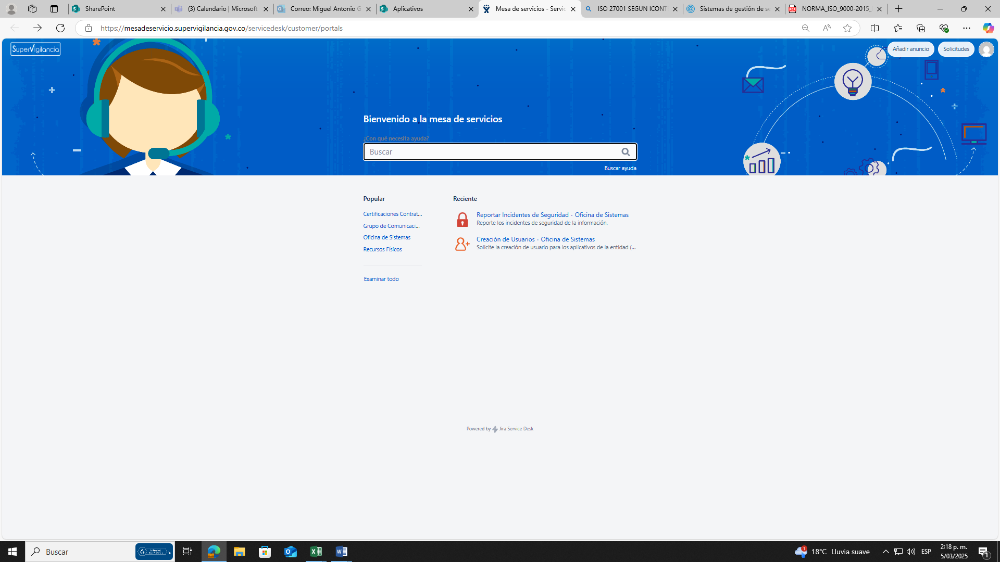 SharePoint
(3) Calendario | Microsoft
Correo: Miguel Antonio G
Aplicativos
Mesa de servicios - Servic
ISO 27001 SEGUN ICONT
Sistemas de gestión de se
NORMA_ISO_9000-2015_
https://mesadeservicio.supervigilancia.gov.co/servicedesk/customer/portals
SuperVigilancia
Añadir anuncio
Solicitudes
Bienvenido a la mesa de servicios
¿Con qué necesita ayuda?
Buscar
Buscar ayuda
Popular
Certificaciones Contrat...
Grupo de Comunicaci...
Oficina de Sistemas
Recursos Físicos
Examinar todo
Reciente
Reportar Incidentes de Seguridad · Oficina de Sistemas
Reporte los incidentes de seguridad de la información.
Creación de Usuarios · Oficina de Sistemas
Solicite la creación de usuario para los aplicativos de la entidad (...
Powered by Jira Service Desk
Buscar
Intranet
18°C Lluvia suave
ESP
2:18 p. m.
5/03/2025
1